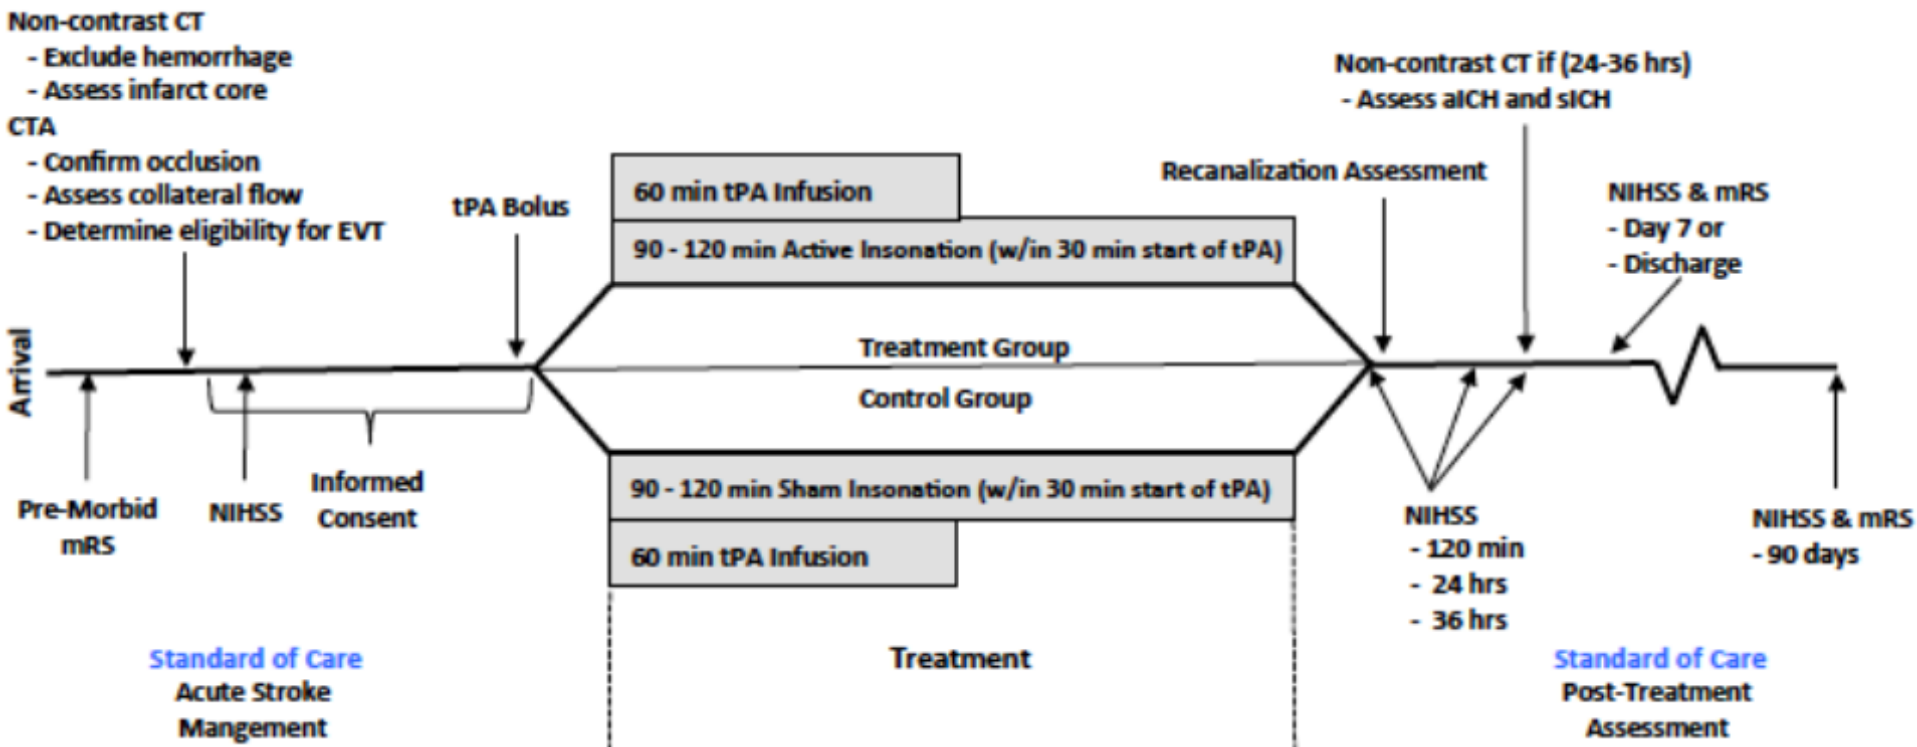 Non-contrast CT
- Exclude hemorrhage
- Assess infarct core
CTA
- Confirm occlusion
- Assess collateral flow
- Determine eligibility for EVT
tPA Bolus
60 min tPA Infusion
90 - 120 min Active Insonation (w/in 30 min start of tPA)
Recanalization Assessment
Non-contrast CT if (24-36 hrs)
- Assess aICH and sICH
NIHSS & mRS
- Day 7 or
- Discharge
Arrival
Treatment Group
Control Group
Pre-Morbid
mRS
NIHSS
Informed
Consent
90 - 120 min Sham Insonation (w/in 30 min start of tPA)
60 min tPA Infusion
NIHSS
- 120 min
- 24 hrs
- 36 hrs
NIHSS & mRS
- 90 days
Standard of Care
Acute Stroke
Mangement
Treatment
Standard of Care
Post-Treatment
Assessment